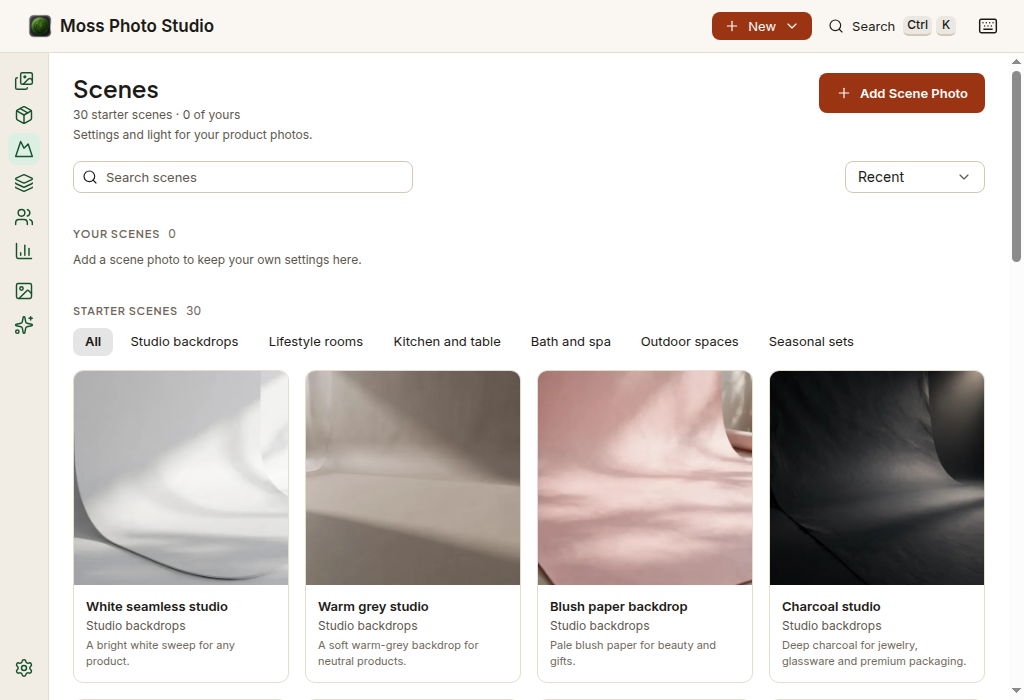 Moss Photo Studio
New
Search
Ctrl
K
Scenes
30 starter scenes · 0 of yours
Settings and light for your product photos.
Add Scene Photo
Search scenes
Recent
YOUR SCENES 0
Add a scene photo to keep your own settings here.
STARTER SCENES 30
All
Studio backdrops
Lifestyle rooms
Kitchen and table
Bath and spa
Outdoor spaces
Seasonal sets
White seamless studio
Studio backdrops
A bright white sweep for any
product.
Warm grey studio
Studio backdrops
A soft warm-grey backdrop for
neutral products.
Blush paper backdrop
Studio backdrops
Pale blush paper for beauty and
gifts.
Charcoal studio
Studio backdrops
Deep charcoal for jewelry,
glassware and premium packaging.